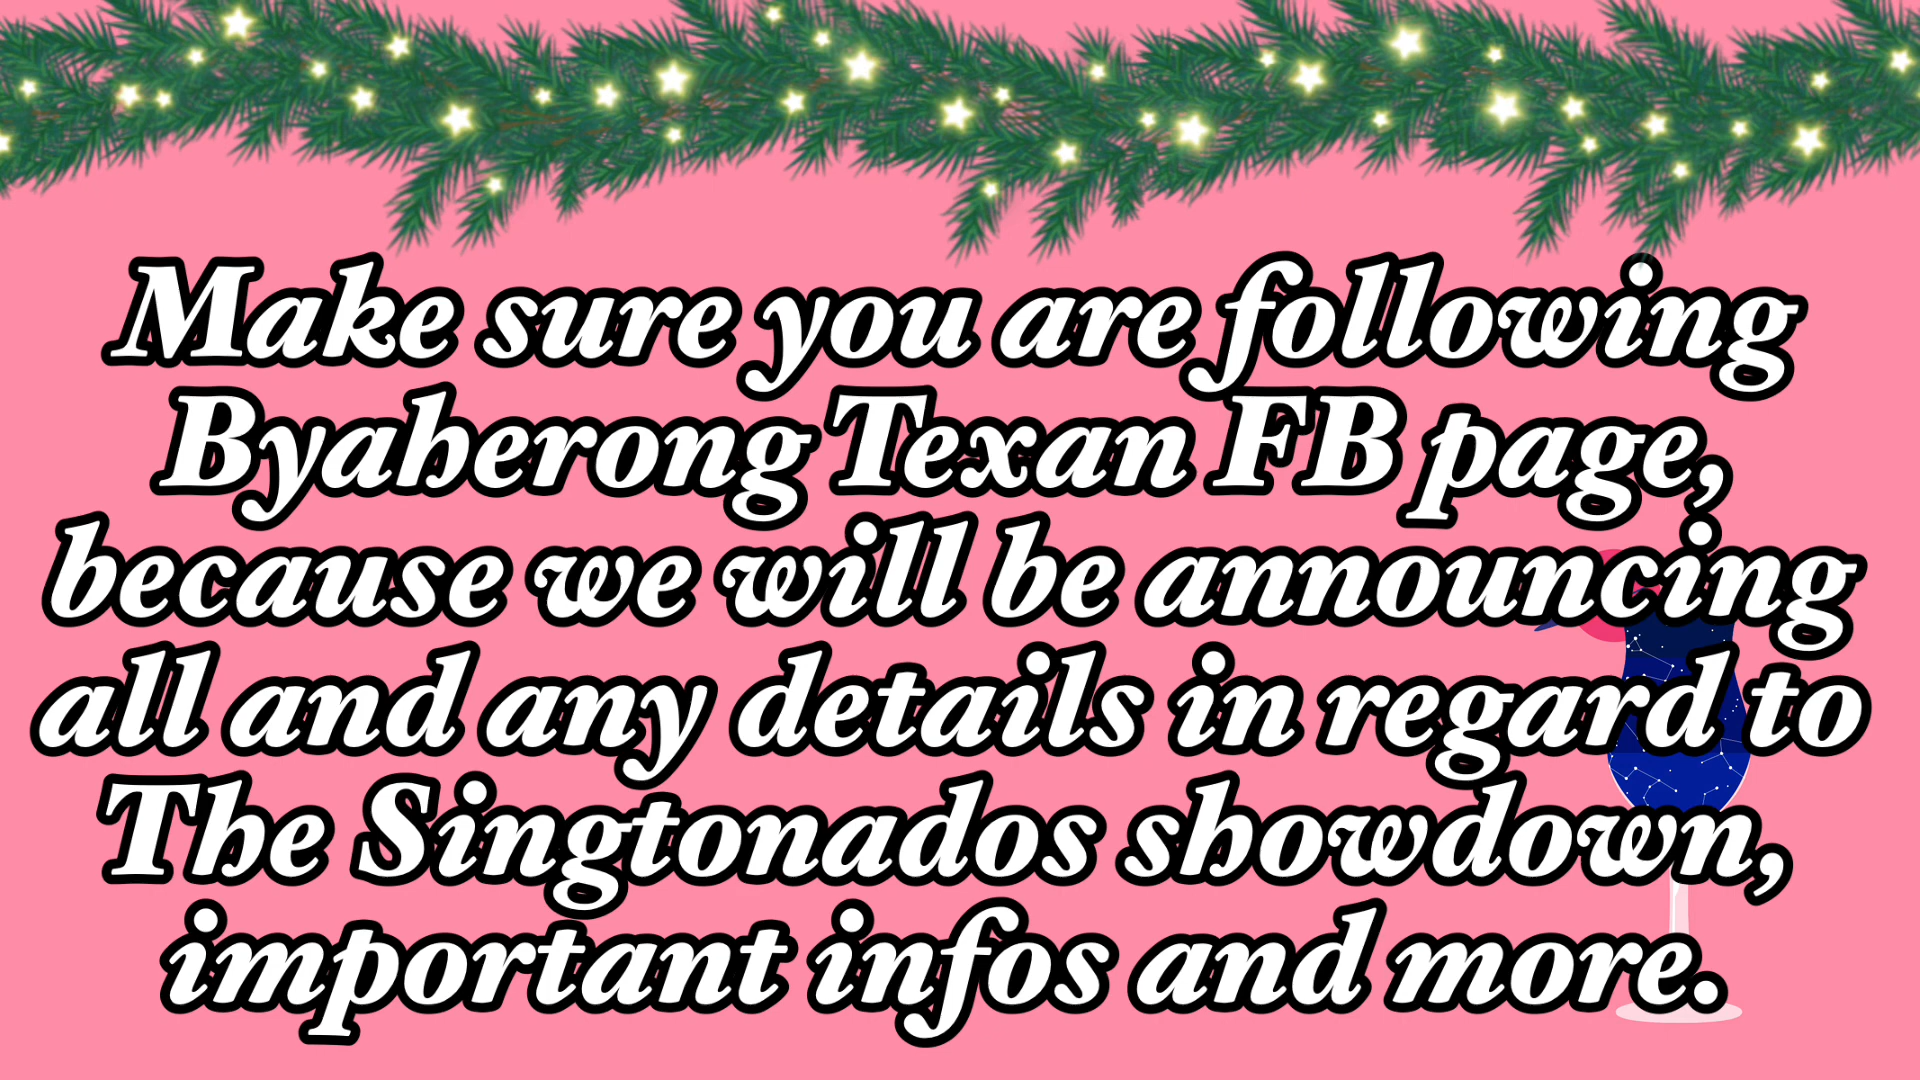 Make sure you are following
Byaherong Texan FB page,
because we will be announcing
all and any details in regard to
The Singtonados showdown,
important infos and more.